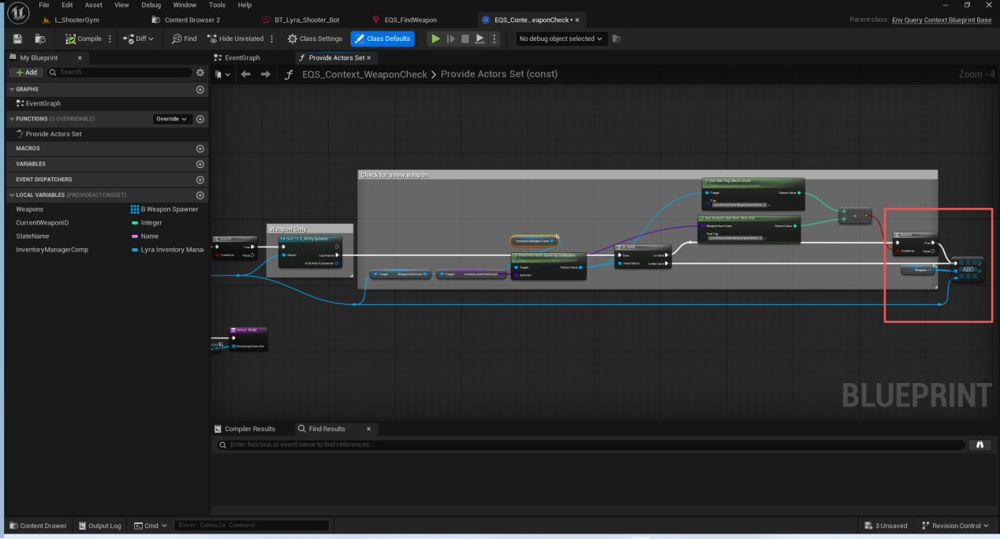 File Edit Asset View Debug Window Tools Help
L_ShooterGym
Content Browser 2
BT_Lyra_Shooter_Bot
EQS_FindWeapon
EQS_Conte...eaponCheck •
Parent class: Env Query Context Blueprint Base
Compile
Diff
Find
Hide Unrelated
Class Settings
Class Defaults
No debug object selected
My Blueprint
EventGraph
Provide Actors Set
Add
Search
EQS_Context_WeaponCheck > Provide Actors Set (const)
Zoom -4
GRAPHS
EventGraph
FUNCTIONS (3 OVERRIDABLE)
Override
Provide Actors Set
MACROS
VARIABLES
EVENT DISPATCHERS
LOCAL VARIABLES (PROVIDEACTORSSET)
Weapons
B Weapon Spawner
CurrentWeaponID
Integer
StateName
Name
InventoryManagerComp
Lyra Inventory Mana
Check for a new weapon
Get Stat Tag Stack Count
Target
Return Value
Tag
Get Default Stat from Item Def
Weapon Item Class
Return Value
Stat Tag
<
Weapon Only
Branch
True
Condition
False
Cast To B_AbilitySpawner
Object
Cast Failed
As B Ability Spawner
Inventory Manager Comp
Find First Item Stack by Definition
Target
Return Value
Item Def
Target
Weapon Definition
Target
Inventory Item Definition
Is Valid
Exec
Is Valid
Input Object
Is Not Valid
Branch
True
Condition
False
Weapons
ADD
Return Node
Resulting Actors Set
BLUEPRINT
Compiler Results
Find Results
Enter function or event name to find references...
Content Drawer
Output Log
Cmd
Enter Console Command
3 Unsaved
Revision Control